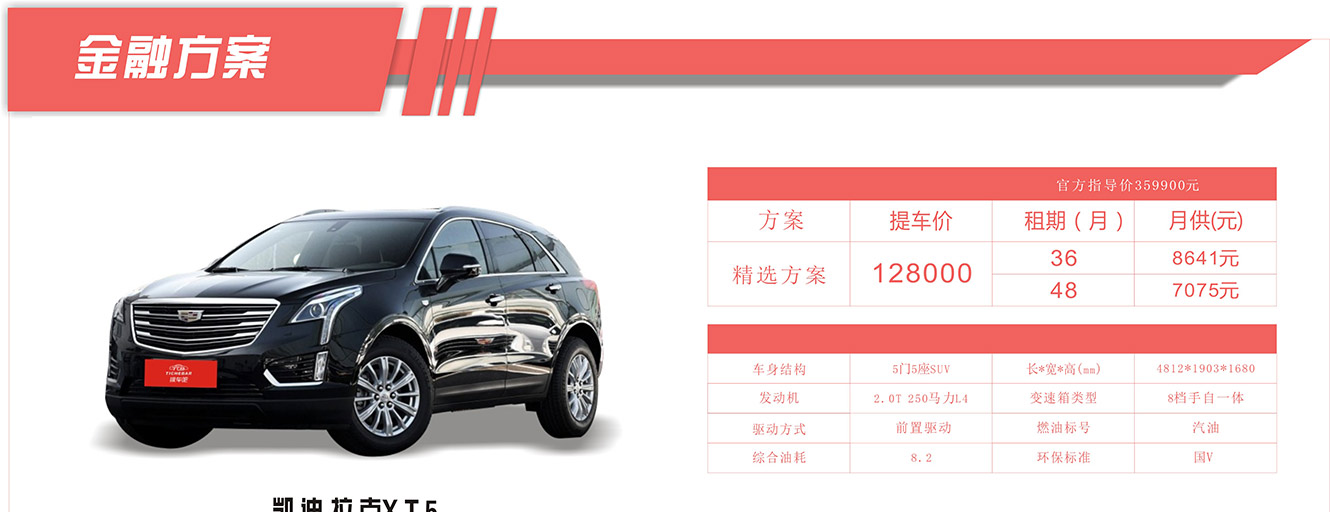 金融方案
官方指导价359900元
方案 提车价 租期（月） 月供(元)
精选方案 128000 36 8641元
48 7075元
车身结构 5门5座SUV 长*宽*高(mm) 4812*1903*1680
发动机 2.0T 250马力L4 变速箱类型 8档手自一体
驱动方式 前置驱动 燃油标号 汽油
综合油耗 8.2 环保标准 国V
TICHEBAR
提车吧
凯迪拉克XT5